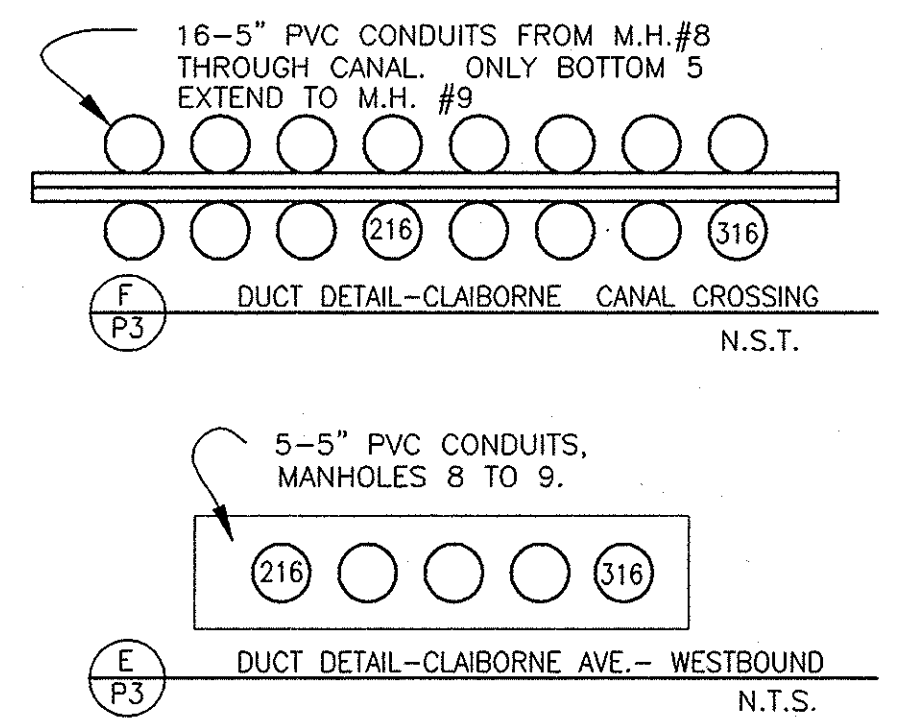 16-5" PVC CONDUITS FROM M.H.#8
THROUGH CANAL. ONLY BOTTOM 5
EXTEND TO M.H. #9
216
316
F
P3
DUCT DETAIL-CLAIBORNE CANAL CROSSING
N.S.T.
5-5" PVC CONDUITS,
MANHOLES 8 TO 9.
216
316
E
P3
DUCT DETAIL-CLAIBORNE AVE.- WESTBOUND
N.T.S.